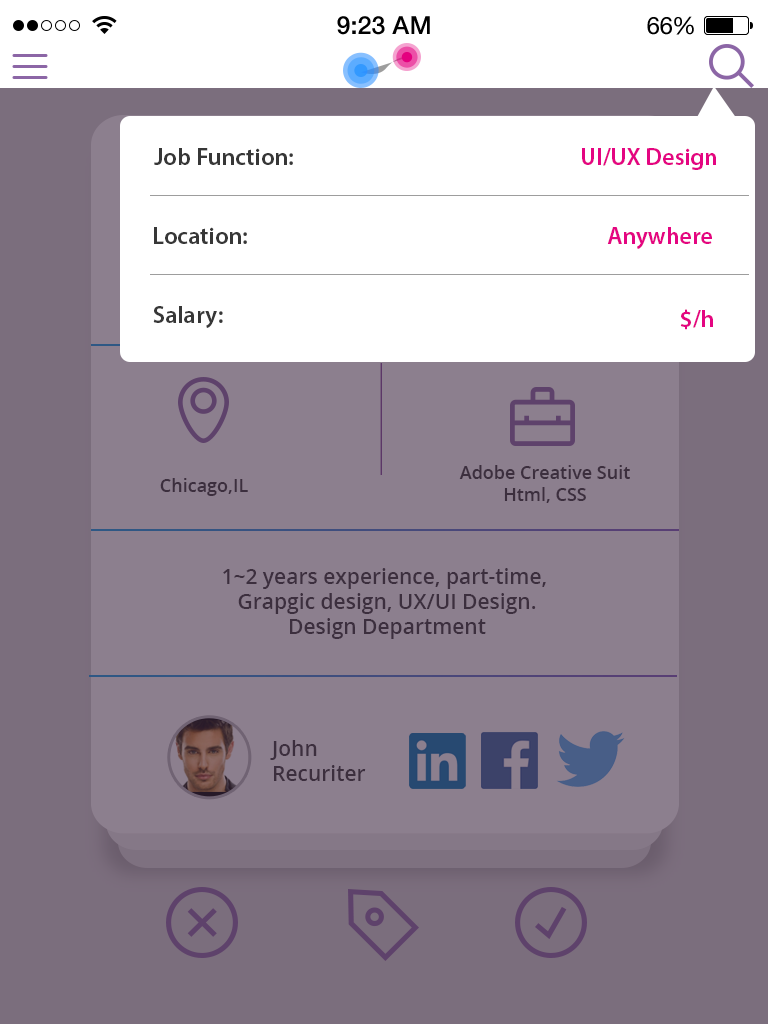 9:23 AM
66%
Job Function:
UI/UX Design
Location:
Anywhere
Salary:
$/h
Chicago,IL
Adobe Creative Suit
Html, CSS
1~2 years experience, part-time,
Grapgic design, UX/UI Design.
Design Department
John
Recuriter
in
f